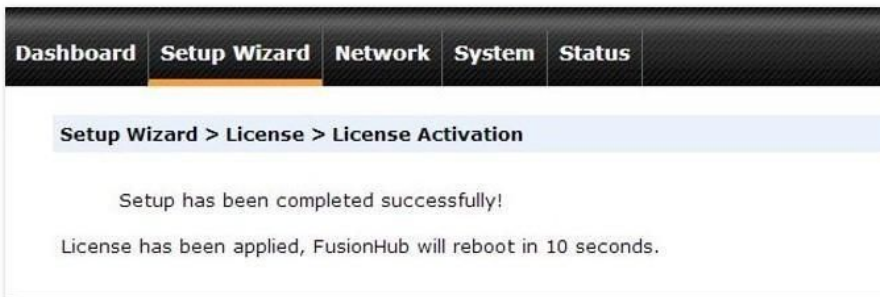 Dashboard Setup Wizard Network System Status
Setup Wizard > License > License Activation
Setup has been completed successfully!
License has been applied, FusionHub will reboot in 10 seconds.